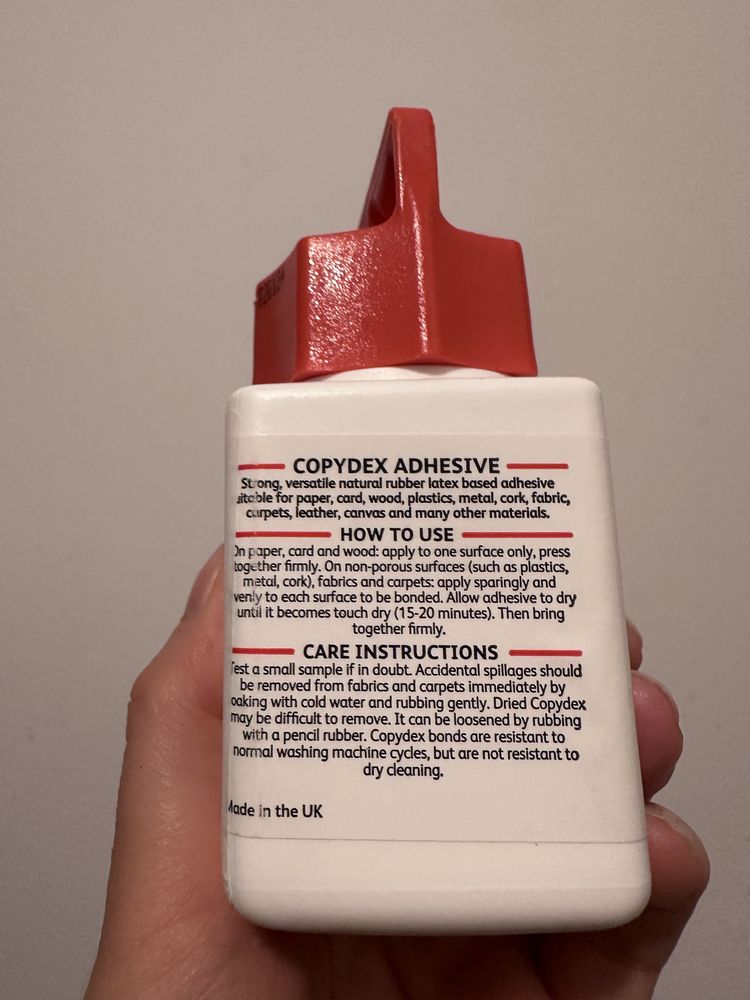 COPYDEX ADHESIVE
Strong, versatile natural rubber latex based adhesive
uitable for paper, card, wood, plastics, metal, cork, fabric,
carpets, leather, canvas and many other materials.
HOW TO USE
On paper, card and wood: apply to one surface only, press
together firmly. On non-porous surfaces (such as plastics,
metal, cork), fabrics and carpets: apply sparingly and
venly to each surface to be bonded. Allow adhesive to dry
until it becomes touch dry (15-20 minutes). Then bring
together firmly.
CARE INSTRUCTIONS
Test a small sample if in doubt. Accidental spillages should
be removed from fabrics and carpets immediately by
oaking with cold water and rubbing gently. Dried Copydex
may be difficult to remove. It can be loosened by rubbing
with a pencil rubber. Copydex bonds are resistant to
normal washing machine cycles, but are not resistant to
dry cleaning.
Made in the UK